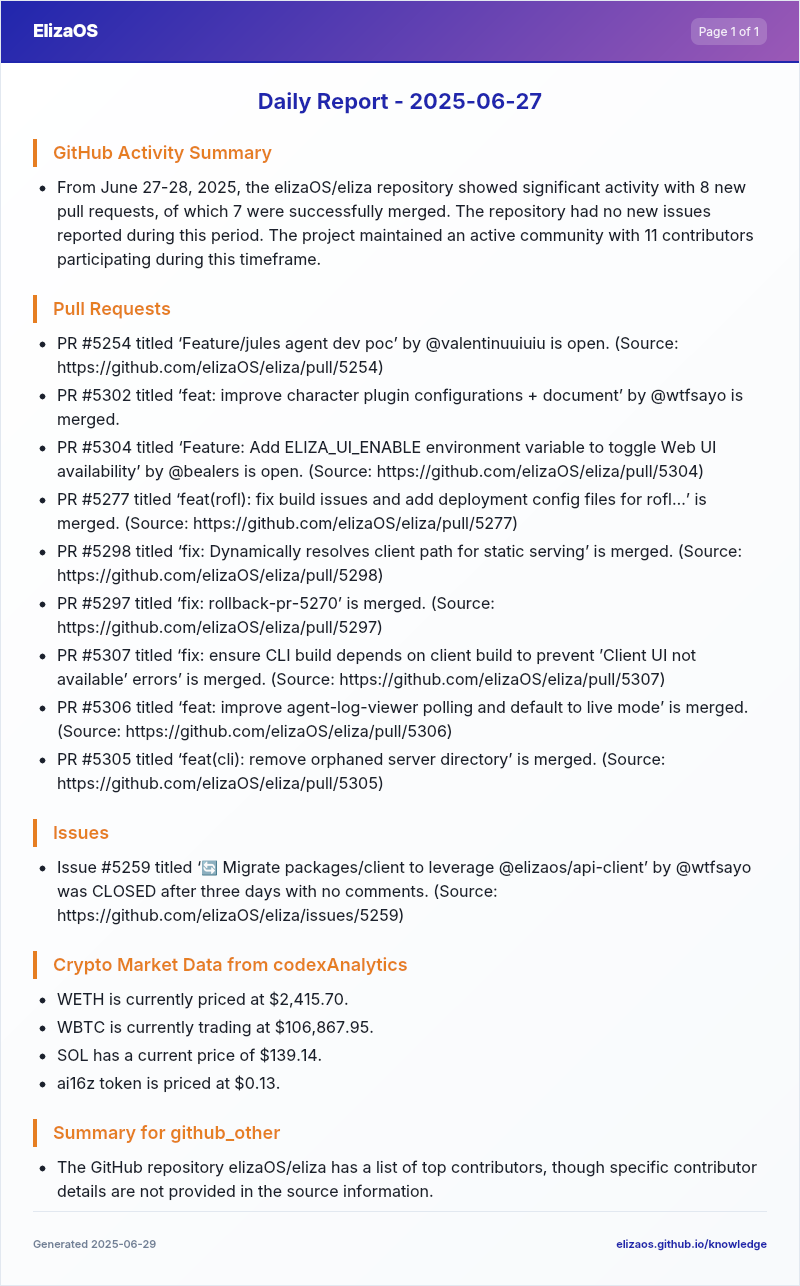 ElizaOS
Page 1 of 1
Daily Report - 2025-06-27
GitHub Activity Summary
• From June 27-28, 2025, the elizaOS/eliza repository showed significant activity with 8 new
pull requests, of which 7 were successfully merged. The repository had no new issues
reported during this period. The project maintained an active community with 11 contributors
participating during this timeframe.
Pull Requests
• PR #5254 titled ‘Feature/jules agent dev poc’ by @valentinuuiuiu is open. (Source:
https://github.com/elizaOS/eliza/pull/5254)
• PR #5302 titled ‘feat: improve character plugin configurations + document’ by @wtfsayo is
merged.
• PR #5304 titled ‘Feature: Add ELIZA_UI_ENABLE environment variable to toggle Web UI
availability’ by @bealers is open. (Source: https://github.com/elizaOS/eliza/pull/5304)
• PR #5277 titled ‘feat(rofl): fix build issues and add deployment config files for rofl…’ is
merged. (Source: https://github.com/elizaOS/eliza/pull/5277)
• PR #5298 titled ‘fix: Dynamically resolves client path for static serving’ is merged. (Source:
https://github.com/elizaOS/eliza/pull/5298)
• PR #5297 titled ‘fix: rollback-pr-5270’ is merged. (Source:
https://github.com/elizaOS/eliza/pull/5297)
• PR #5307 titled ‘fix: ensure CLI build depends on client build to prevent ’Client UI not
available’ errors’ is merged. (Source: https://github.com/elizaOS/eliza/pull/5307)
• PR #5306 titled ‘feat: improve agent-log-viewer polling and default to live mode’ is merged.
(Source: https://github.com/elizaOS/eliza/pull/5306)
• PR #5305 titled ‘feat(cli): remove orphaned server directory’ is merged. (Source:
https://github.com/elizaOS/eliza/pull/5305)
Issues
• Issue #5259 titled ‘🔄 Migrate packages/client to leverage @elizaos/api-client’ by @wtfsayo
was CLOSED after three days with no comments. (Source:
https://github.com/elizaOS/eliza/issues/5259)
Crypto Market Data from codexAnalytics
• WETH is currently priced at $2,415.70.
• WBTC is currently trading at $106,867.95.
• SOL has a current price of $139.14.
• ai16z token is priced at $0.13.
Summary for github_other
• The GitHub repository elizaOS/eliza has a list of top contributors, though specific contributor
details are not provided in the source information.
Generated 2025-06-29
elizaos.github.io/knowledge